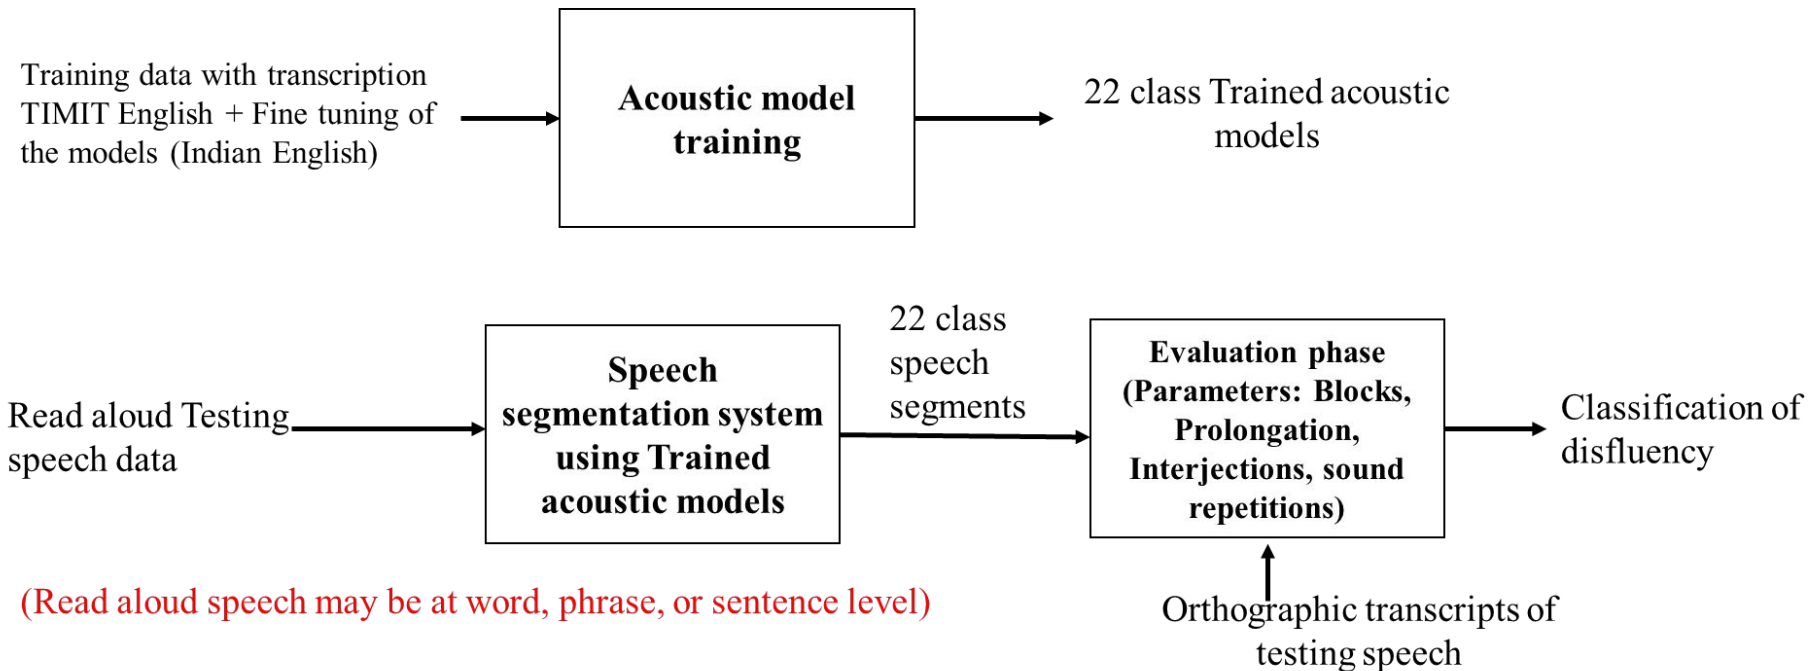 Training data with transcription
TIMIT English + Fine tuning of
the models (Indian English)
Acoustic model
training
22 class Trained acoustic
models
Read aloud Testing
speech data
Speech
segmentation system
using Trained
acoustic models
22 class
speech
segments
Evaluation phase
(Parameters: Blocks,
Prolongation,
Interjections, sound
repetitions)
Classification of
disfluency
(Read aloud speech may be at word, phrase, or sentence level)
Orthographic transcripts of
testing speech